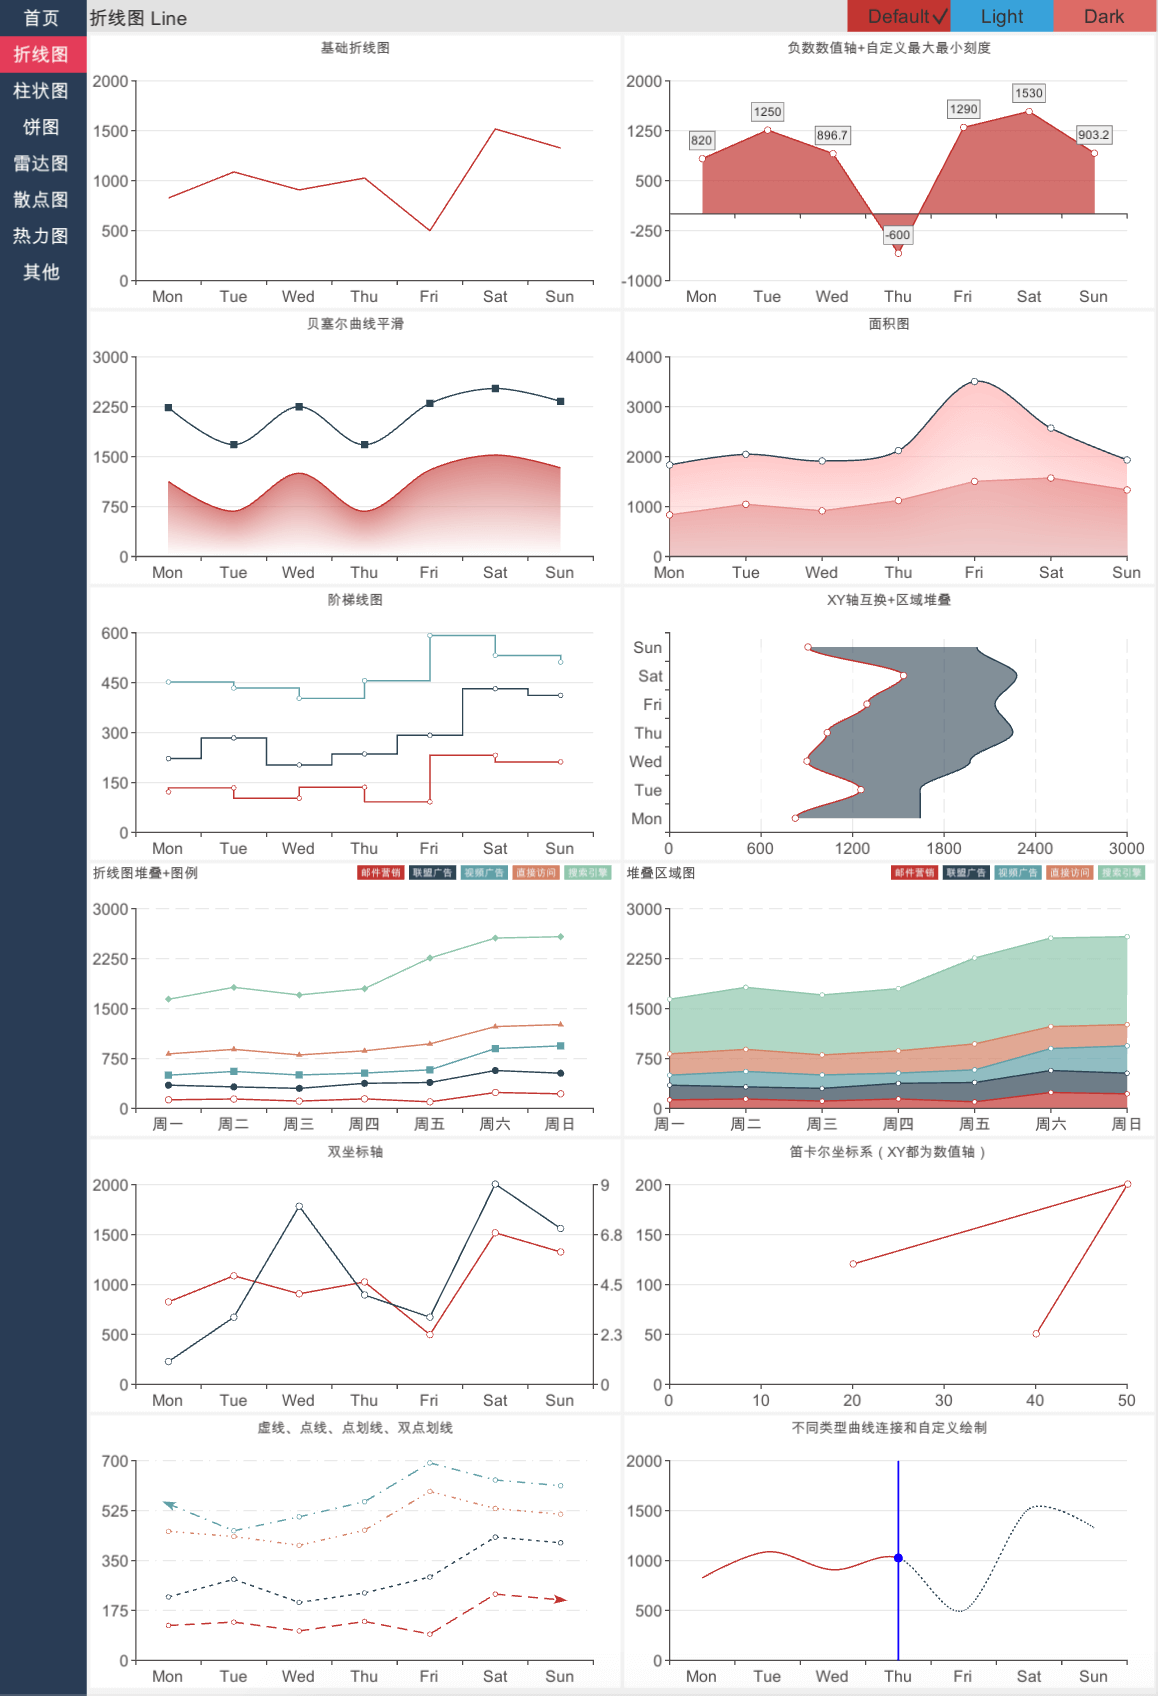 首页
折线图
柱状图
饼图
雷达图
散点图
热力图
其他
折线图 Line
Default
Light
Dark
基础折线图
2000
1500
1000
500
0
Mon Tue Wed Thu Fri Sat Sun
负数数值轴+自定义最大最小刻度
2000
1250
500
-250
-1000
820
1250
896.7
-600
1290
1530
903.2
Mon Tue Wed Thu Fri Sat Sun
贝塞尔曲线平滑
3000
2250
1500
750
0
Mon Tue Wed Thu Fri Sat Sun
面积图
4000
3000
2000
1000
0
Mon Tue Wed Thu Fri Sat Sun
阶梯线图
600
450
300
150
0
Mon Tue Wed Thu Fri Sat Sun
XY轴互换+区域堆叠
Sun
Sat
Fri
Thu
Wed
Tue
Mon
0 600 1200 1800 2400 3000
折线图堆叠+图例
邮件营销 联盟广告 视频广告 直接访问 搜索引擎
3000
2250
1500
750
0
周一 周二 周三 周四 周五 周六 周日
堆叠区域图
邮件营销 联盟广告 视频广告 直接访问 搜索引擎
3000
2250
1500
750
0
周一 周二 周三 周四 周五 周六 周日
双坐标轴
2000
1500
1000
500
0
9
6.8
4.5
2.3
0
Mon Tue Wed Thu Fri Sat Sun
笛卡尔坐标系（XY都为数值轴）
200
150
100
50
0
0 10 20 30 40 50
虚线、点线、点划线、双点划线
700
525
350
175
0
Mon Tue Wed Thu Fri Sat Sun
不同类型曲线连接和自定义绘制
2000
1500
1000
500
0
Mon Tue Wed Thu Fri Sat Sun